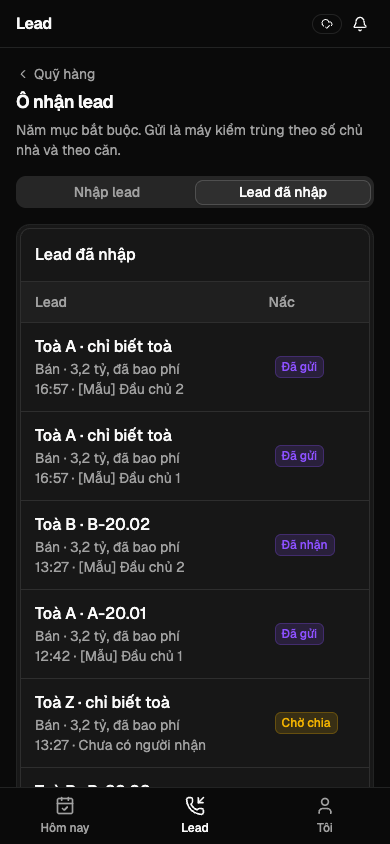 Lead
Quỹ hàng
Ô nhận lead
Năm mục bắt buộc. Gửi là máy kiểm trùng theo số chủ
nhà và theo căn.
Nhập lead
Lead đã nhập
Lead đã nhập
Lead
Nấc
Toà A · chỉ biết toà
Bán · 3,2 tỷ, đã bao phí
16:57 · [Mẫu] Đầu chủ 2
Đã gửi
Toà A · chỉ biết toà
Bán · 3,2 tỷ, đã bao phí
16:57 · [Mẫu] Đầu chủ 1
Đã gửi
Toà B · B-20.02
Bán · 3,2 tỷ, đã bao phí
13:27 · [Mẫu] Đầu chủ 2
Đã nhận
Toà A · A-20.01
Bán · 3,2 tỷ, đã bao phí
12:42 · [Mẫu] Đầu chủ 1
Đã gửi
Toà Z · chỉ biết toà
Bán · 3,2 tỷ, đã bao phí
13:27 · Chưa có người nhận
Chờ chia
Hôm nay
Lead
Tôi